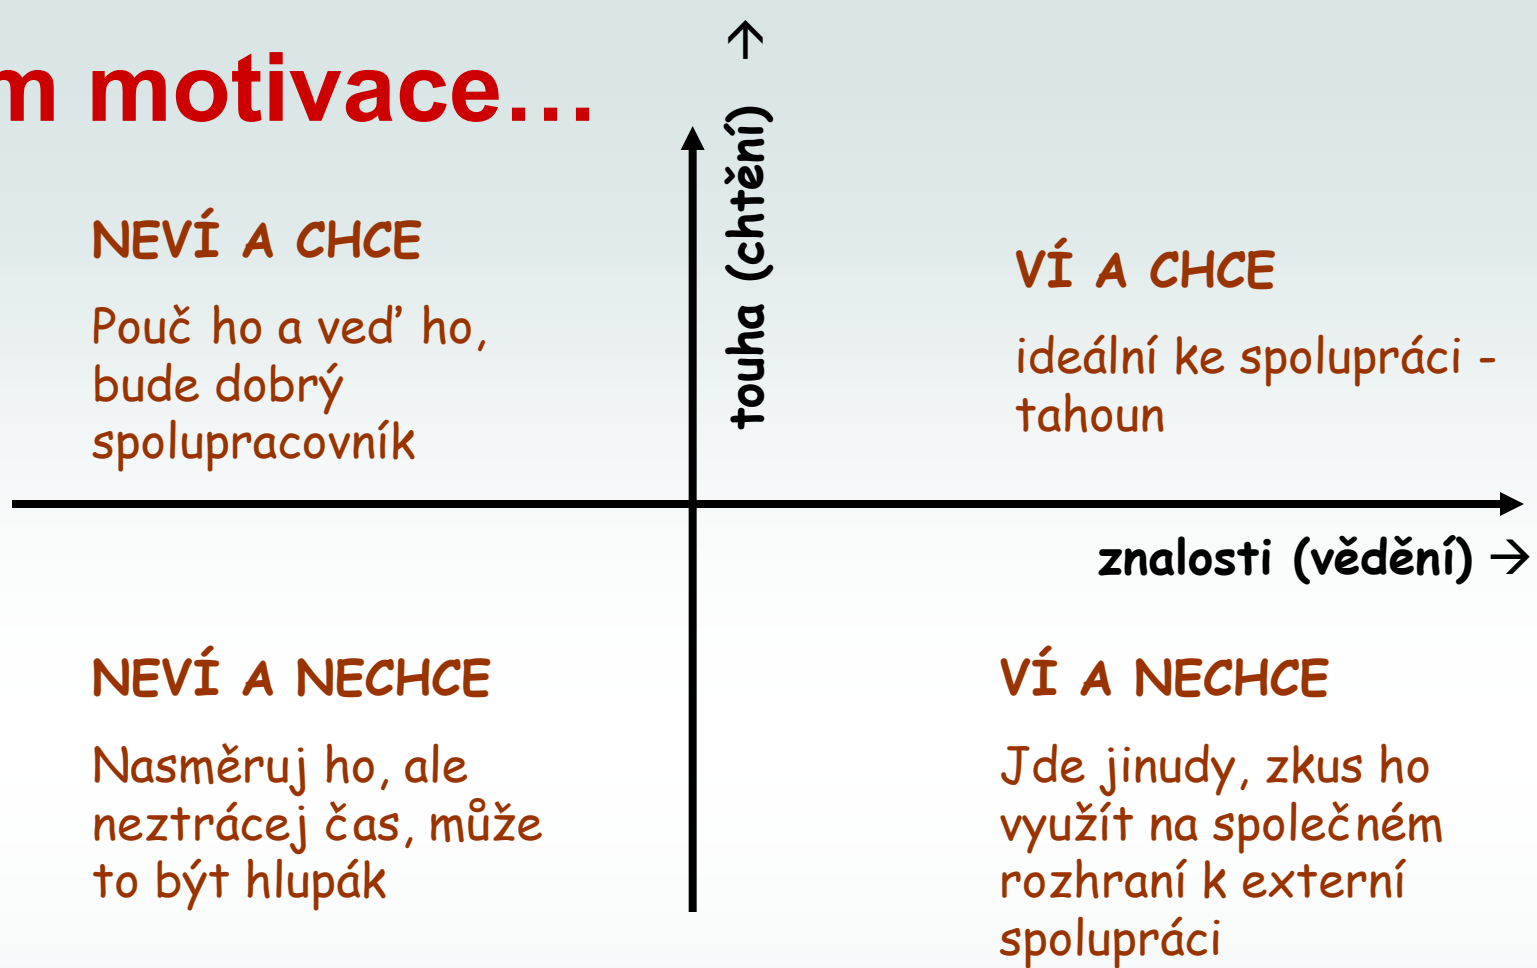 m motivace...
touha (chtění) →
NEVÍ A CHCE
Pouč ho a veď ho,
bude dobrý
spolupracovník
VÍ A CHCE
ideální ke spolupráci -
tahoun
znalosti (vědění) →
NEVÍ A NECHCE
Nasměruj ho, ale
neztrácej čas, může
to být hlupák
VÍ A NECHCE
Jde jinudy, zkus ho
využít na společném
rozhraní k externí
spolupráci